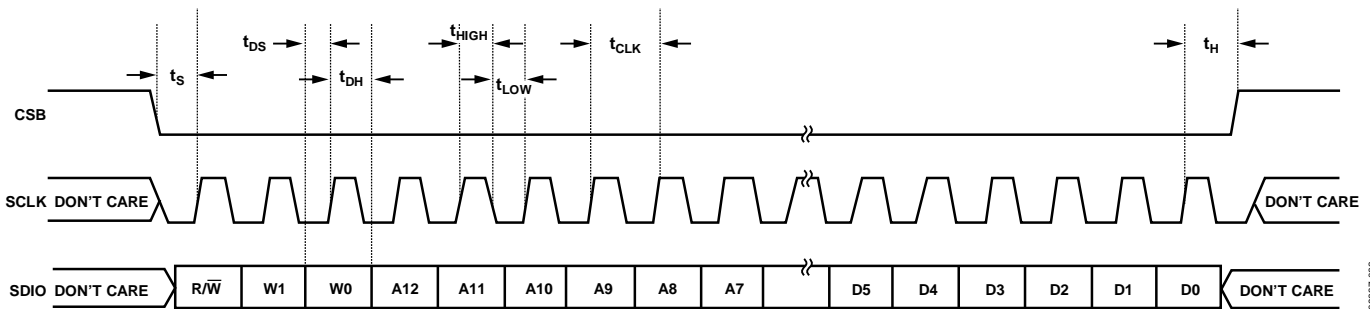 tDS
tHIGH
tCLK
tH
tS
tDH
tLOW
CSB
SCLK DON'T CARE
DON'T CARE
SDIO DON'T CARE
R/W̅
W1
W0
A12
A11
A10
A9
A8
A7
D5
D4
D3
D2
D1
D0
DON'T CARE